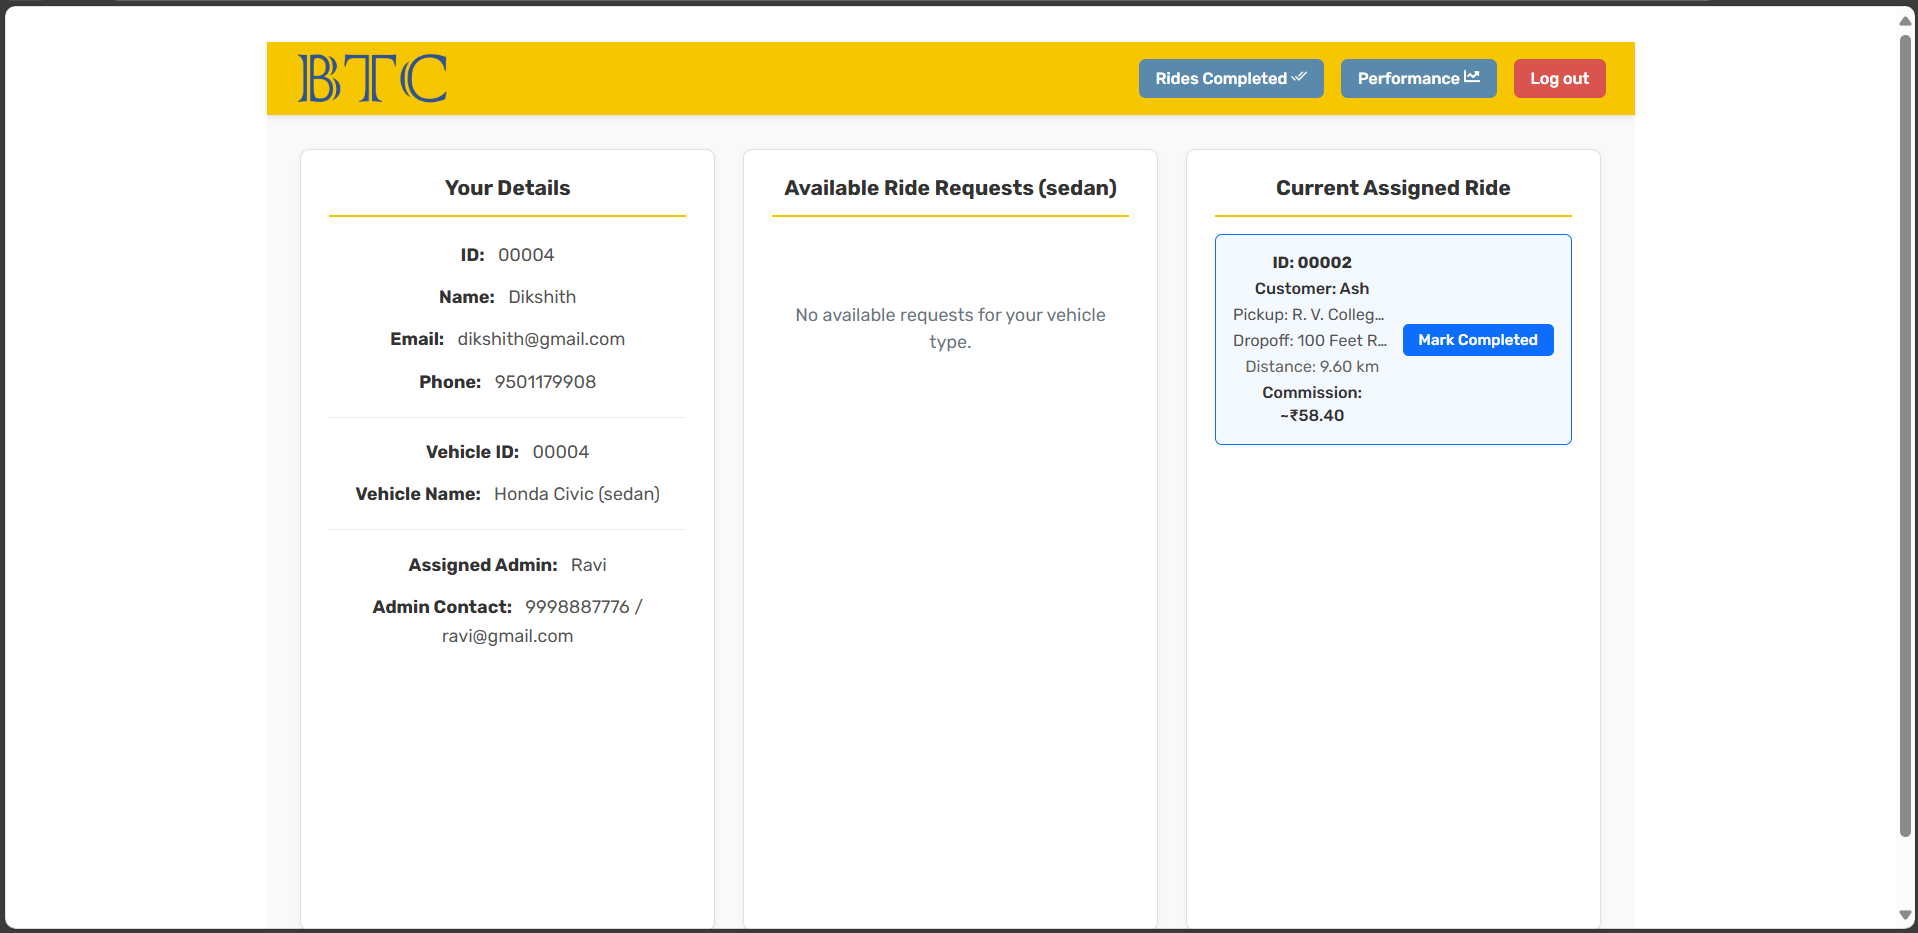 BTC
Rides Completed
Performance
Log out
Your Details
ID: 00004
Name: Dikshith
Email: dikshith@gmail.com
Phone: 9501179908
Vehicle ID: 00004
Vehicle Name: Honda Civic (sedan)
Assigned Admin: Ravi
Admin Contact: 9998887776 /
ravi@gmail.com
Available Ride Requests (sedan)
No available requests for your vehicle
type.
Current Assigned Ride
ID: 00002
Customer: Ash
Pickup: R. V. Colleg...
Dropoff: 100 Feet R...
Distance: 9.60 km
Commission:
~₹58.40
Mark Completed